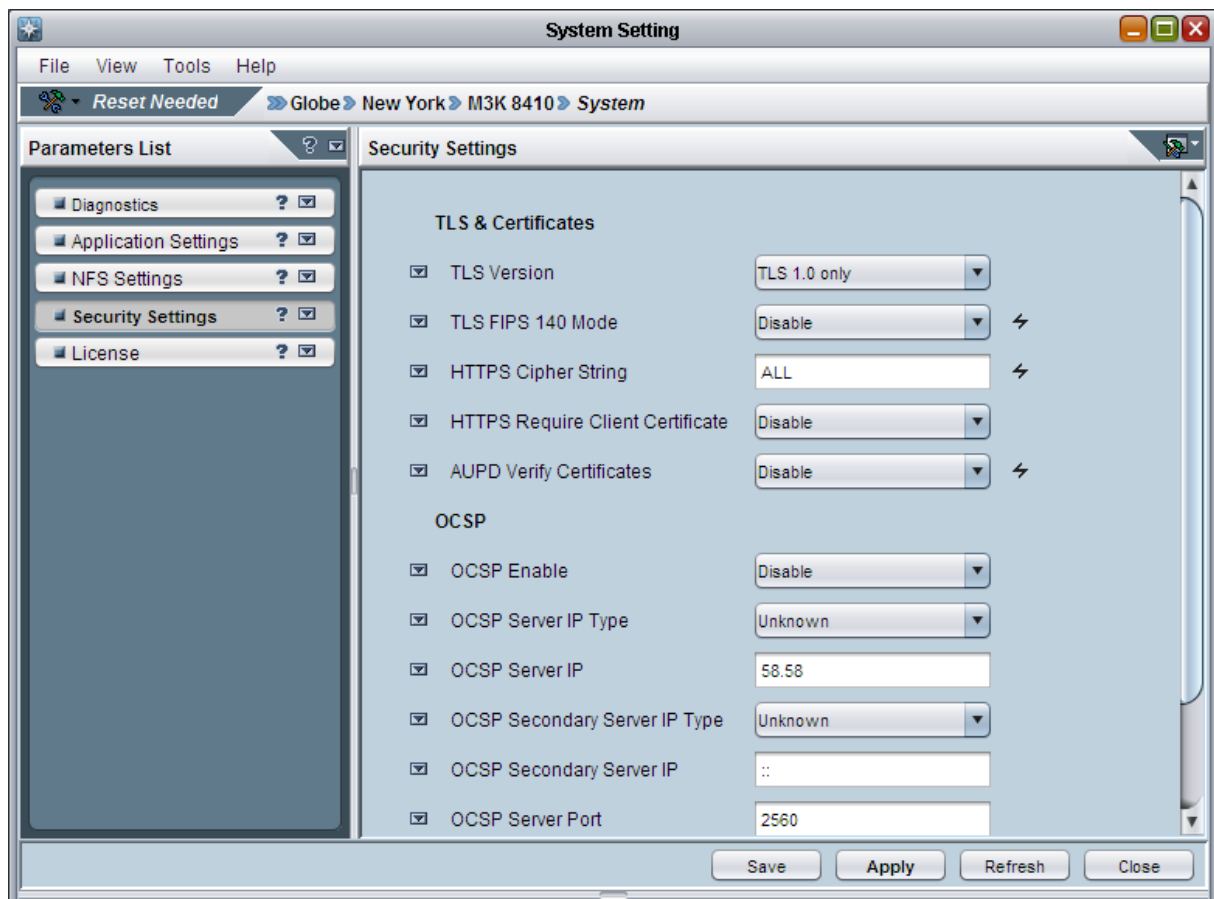 System Setting
File View Tools Help
Reset Needed Globe New York M3K 8410 System
Parameters List ?
Diagnostics ?
Application Settings ?
NFS Settings ?
Security Settings ?
License ?
Security Settings
TLS & Certificates
TLS Version TLS 1.0 only
TLS FIPS 140 Mode Disable
HTTPS Cipher String ALL
HTTPS Require Client Certificate Disable
AUPD Verify Certificates Disable
OCSP
OCSP Enable Disable
OCSP Server IP Type Unknown
OCSP Server IP 58.58
OCSP Secondary Server IP Type Unknown
OCSP Secondary Server IP ::
OCSP Server Port 2560
Save Apply Refresh Close